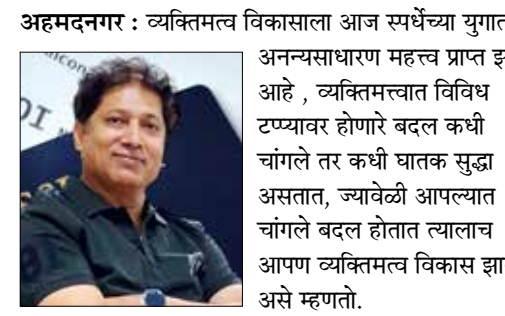 अहमदनगर : व्यक्तिमत्व विकासाला आज स्पर्धेच्या युगात
अनन्यसाधारण महत्त्व प्राप्त
आहे , व्यक्तिमत्त्वात विविध
टप्प्यावर होणारे बदल कधी
चांगले तर कधी घातक सुद्धा
असतात, ज्यावेळी आपल्यात
चांगले बदल होतात त्यालाच
आपण व्यक्तिमत्व विकास
असे म्हणतो.